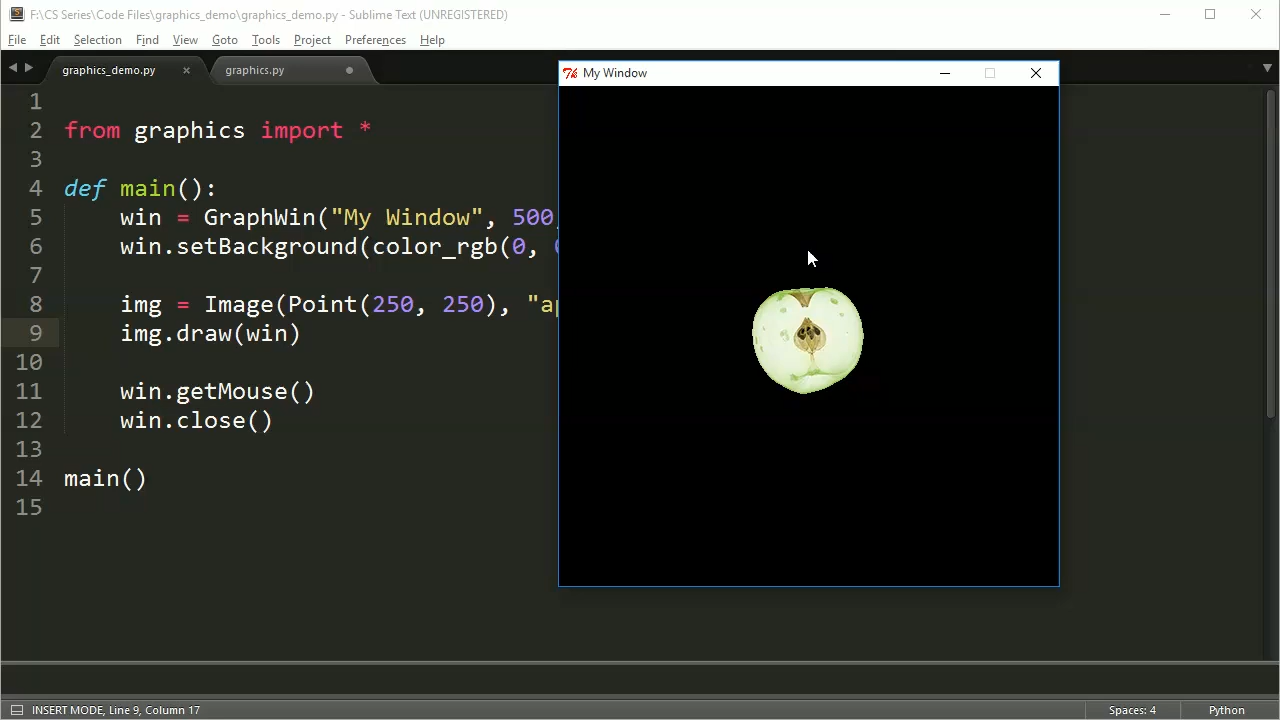 F:\CS Series\Code Files\graphics_demo\graphics_demo.py - Sublime Text (UNREGISTERED)
File Edit Selection Find View Goto Tools Project Preferences Help
graphics_demo.py graphics.py
My Window
1
2 from graphics import *
3
4 def main():
5 win = GraphWin("My Window", 500,
6 win.setBackground(color_rgb(0,
7
8 img = Image(Point(250, 250), "ap
9 img.draw(win)
10
11 win.getMouse()
12 win.close()
13
14 main()
15
INSERT MODE, Line 9, Column 17 Spaces: 4 Python